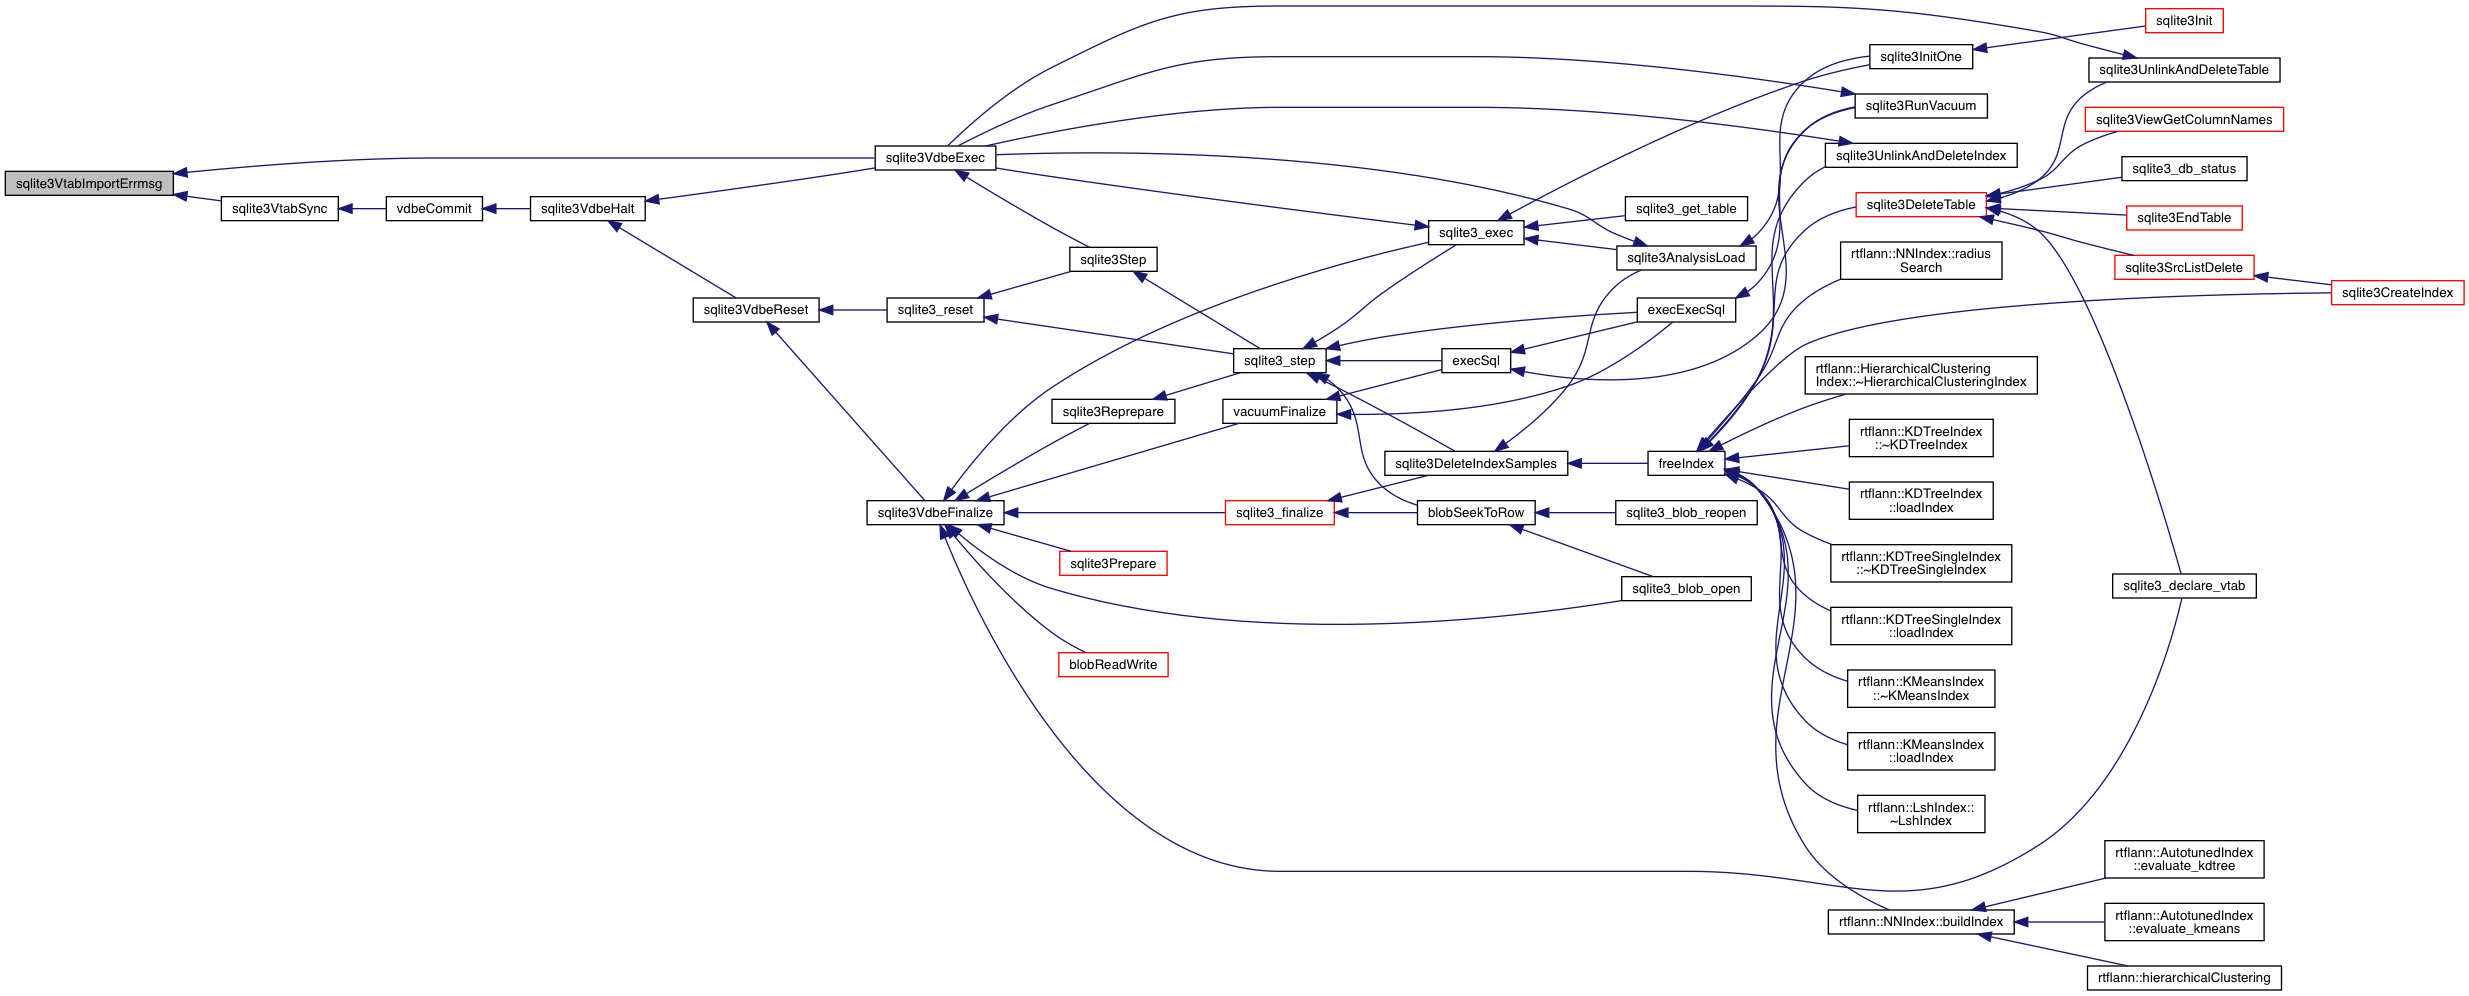 sqlite3VtabImportErrmsg
sqlite3VtabSync
vdbeCommit
sqlite3VdbeHalt
sqlite3VdbeReset
sqlite3VdbeExec
sqlite3Step
sqlite3_reset
sqlite3VdbeFinalize
sqlite3Reprepare
sqlite3Prepare
blobReadWrite
sqlite3_step
vacuumFinalize
sqlite3_finalize
sqlite3_exec
execSql
sqlite3DeleteIndexSamples
blobSeekToRow
sqlite3_get_table
sqlite3AnalysisLoad
execExecSql
freeIndex
sqlite3_blob_reopen
sqlite3_blob_open
sqlite3InitOne
sqlite3RunVacuum
sqlite3UnlinkAndDeleteIndex
sqlite3DeleteTable
rtflann::NNIndex::radius
Search
rtflann::HierarchicalClustering
Index::~HierarchicalClusteringIndex
rtflann::KDTreeIndex
::~KDTreeIndex
rtflann::KDTreeIndex
::loadIndex
rtflann::KDTreeSingleIndex
::~KDTreeSingleIndex
rtflann::KDTreeSingleIndex
::loadIndex
rtflann::KMeansIndex
::~KMeansIndex
rtflann::KMeansIndex
::loadIndex
rtflann::LshIndex::
~LshIndex
rtflann::NNIndex::buildIndex
sqlite3Init
sqlite3UnlinkAndDeleteTable
sqlite3ViewGetColumnNames
sqlite3_db_status
sqlite3EndTable
sqlite3SrcListDelete
sqlite3CreateIndex
sqlite3_declare_vtab
rtflann::AutotunedIndex
::evaluate_kdtree
rtflann::AutotunedIndex
::evaluate_kmeans
rtflann::hierarchicalClustering